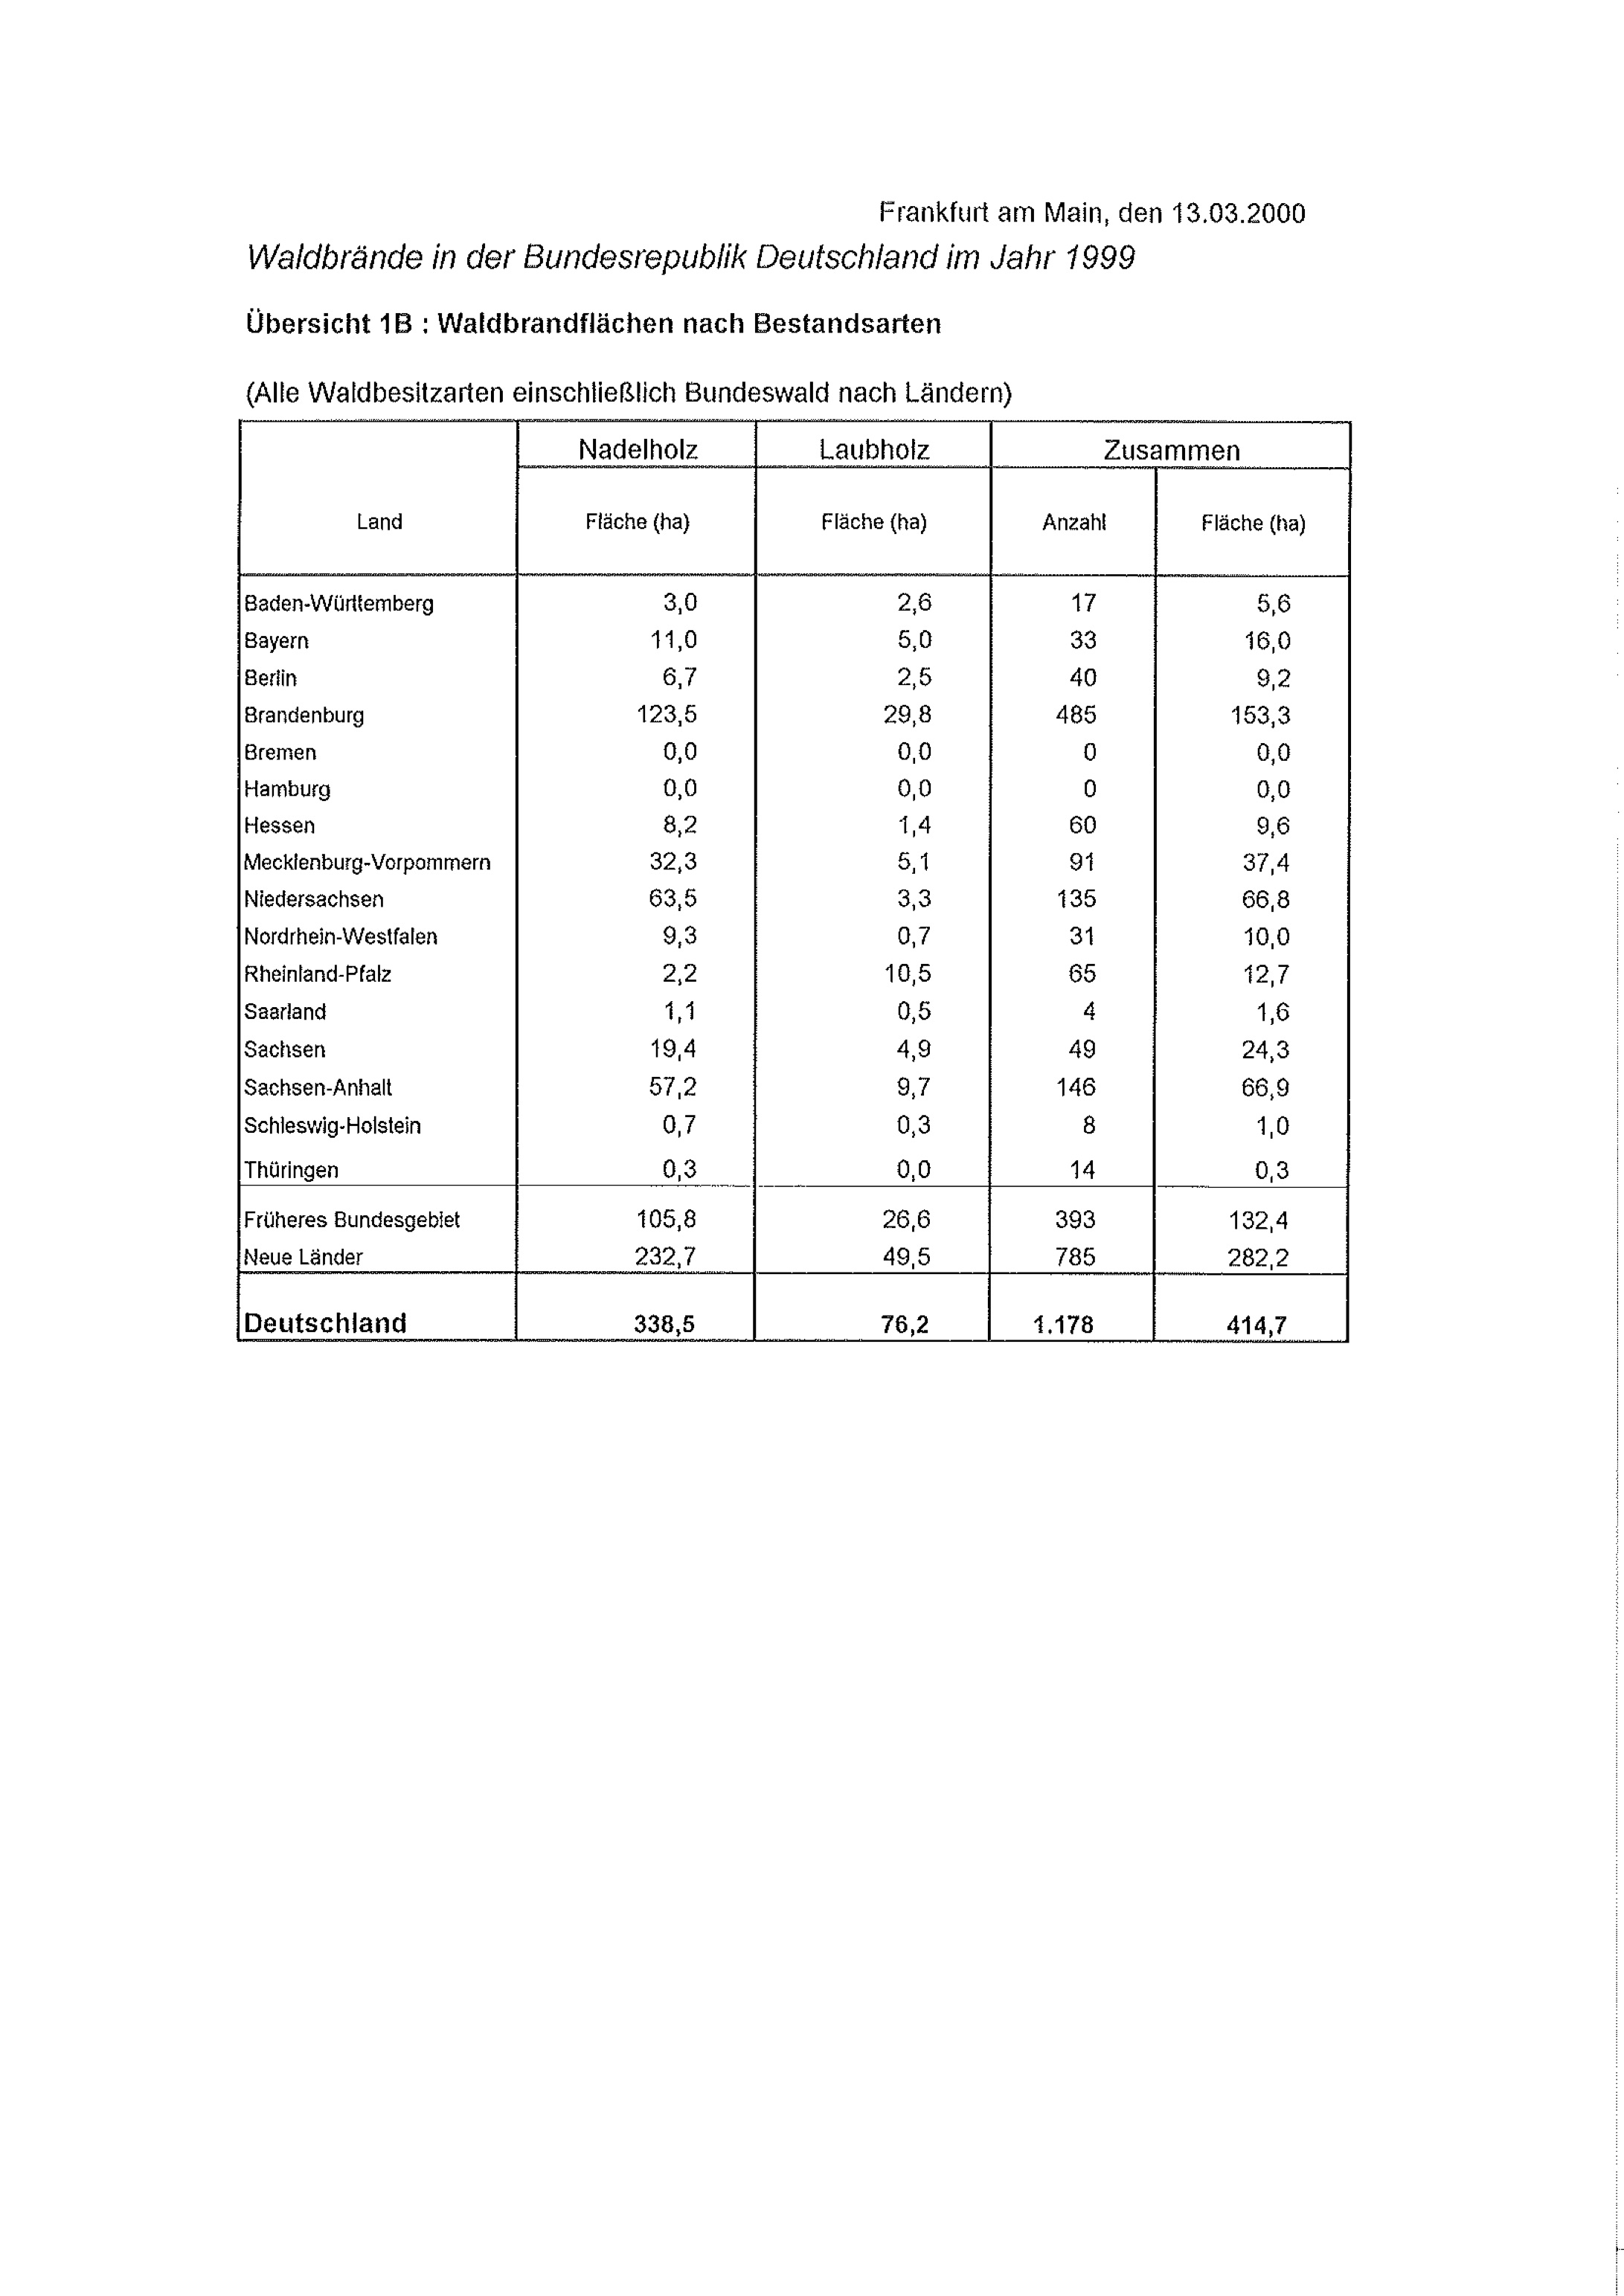 Frankfurt am Main, den 13.03.2000
Waldbrände in der Bundesrepublik Deutschland im Jahr 1999
Übersicht 1B : Waldbrandflächen nach Bestandsarten
(Alle Waldbesitzarten einschließlich Bundeswald nach Ländern)
Nadelholz Laubholz Zusammen
Land Fläche (ha) Fläche (ha) Anzahl Fläche (ha)
Baden-Württemberg 3,0 2,6 17 5,6
Bayern 11,0 5,0 33 16,0
Berlin 6,7 2,5 40 9,2
Brandenburg 123,5 29,8 485 153,3
Bremen 0,0 0,0 0 0,0
Hamburg 0,0 0,0 0 0,0
Hessen 8,2 1,4 60 9,6
Mecklenburg-Vorpommern 32,3 5,1 91 37,4
Niedersachsen 63,5 3,3 135 66,8
Nordrhein-Westfalen 9,3 0,7 31 10,0
Rheinland-Pfalz 2,2 10,5 65 12,7
Saarland 1,1 0,5 4 1,6
Sachsen 19,4 4,9 49 24,3
Sachsen-Anhalt 57,2 9,7 146 66,9
Schleswig-Holstein 0,7 0,3 8 1,0
Thüringen 0,3 0,0 14 0,3
Früheres Bundesgebiet 105,8 26,6 393 132,4
Neue Länder 232,7 49,5 785 282,2
Deutschland 338,5 76,2 1.178 414,7